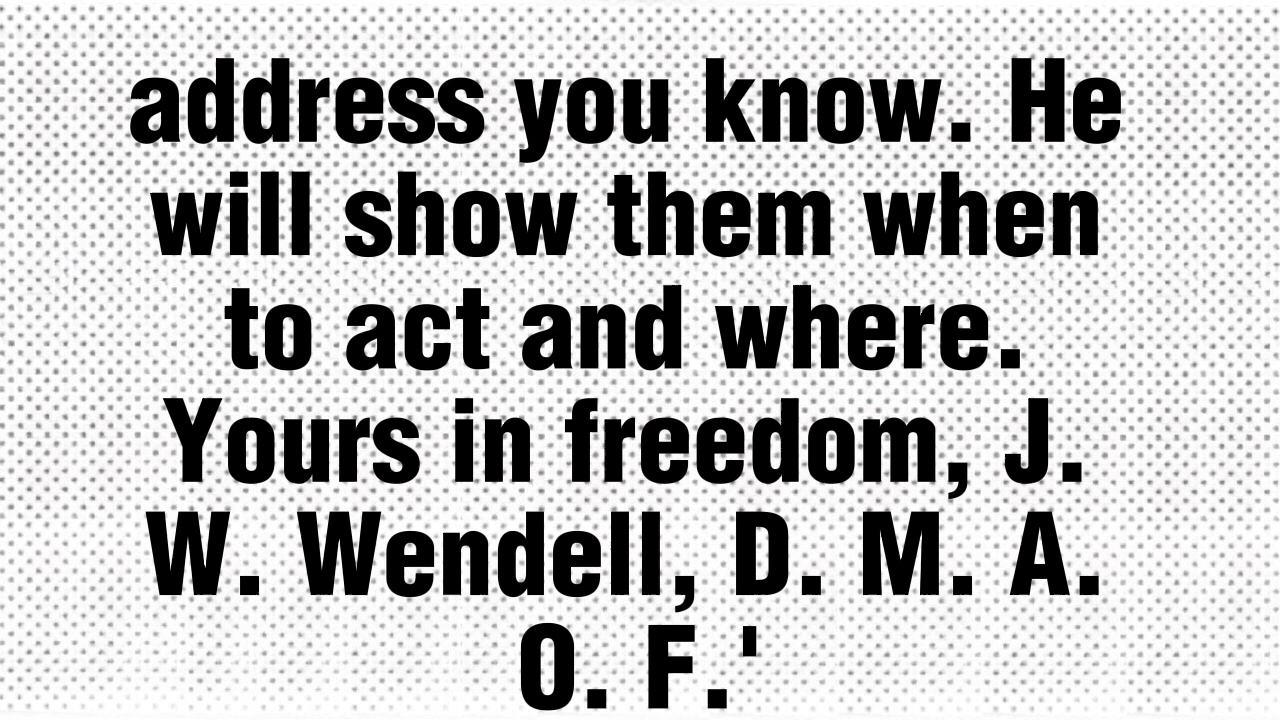 address you know. He
will show them when
to act and where.
Yours in freedom, J.
W. Wendell, D. M. A.
O. F.'